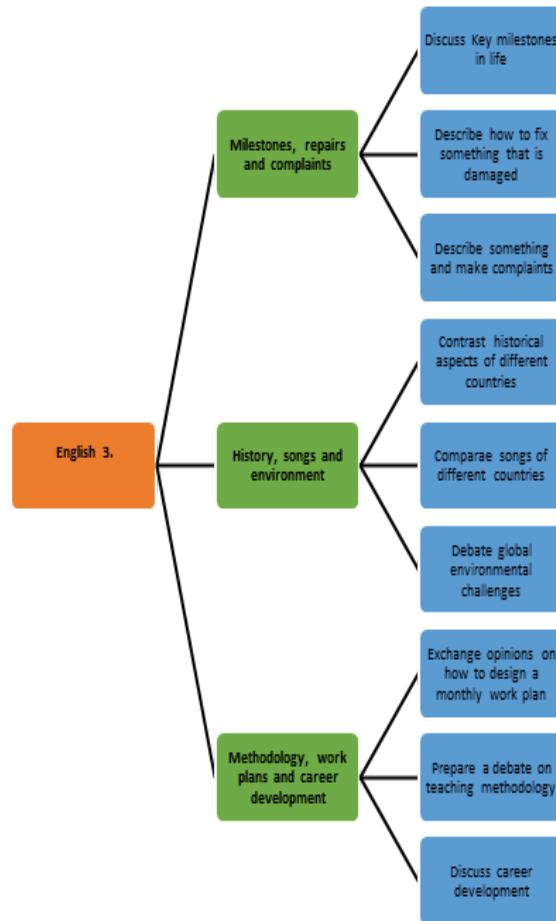 English 3.
Milestones, repairs
and complaints
Discuss Key milestones
in life
Describe how to fix
something that is
damaged
Describe something
and make complaints
History, songs and
environment
Contrast historical
aspects of different
countries
Comparae songs of
different countries
Debate global
environmental
challenges
Methodology, work
plans and career
development
Exchange opinions on
how to design a
monthly work plan
Prepare a debate on
teaching methodology
Discuss career
development